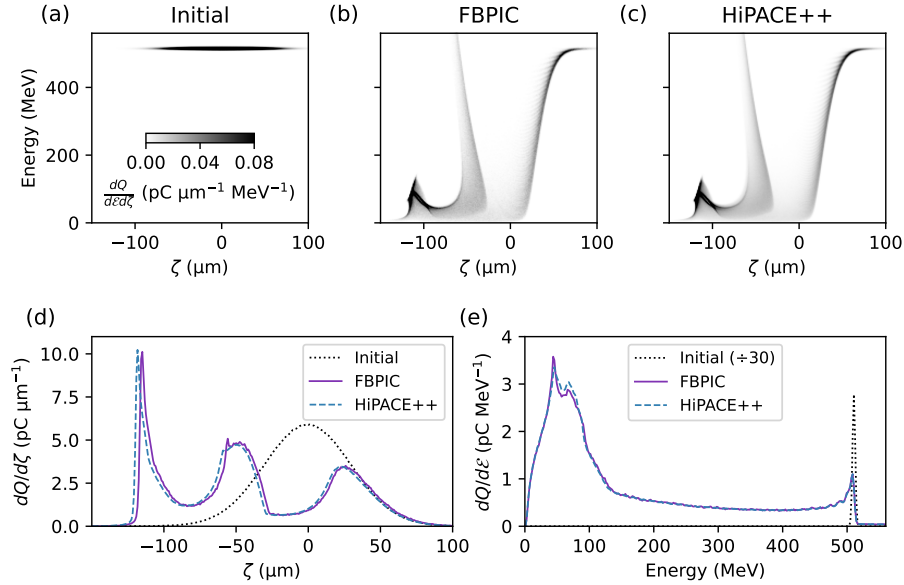 (a) Initial (b) FBPIC (c) HiPACE++
Energy (MeV)
400
200
0
0.00 0.04 0.08
dQ/dℰdζ (pC μm⁻¹ MeV⁻¹)
−100 0 100 −100 0 100 −100 0 100
ζ (μm) ζ (μm) ζ (μm)
(d) (e)
dQ/dζ (pC μm⁻¹)
10.0
7.5
5.0
2.5
0.0
Initial
FBPIC
HiPACE++
−100 −50 0 50 100
ζ (μm)
dQ/dℰ (pC MeV⁻¹)
4
3
2
1
0
Initial (÷30)
FBPIC
HiPACE++
0 100 200 300 400 500
Energy (MeV)